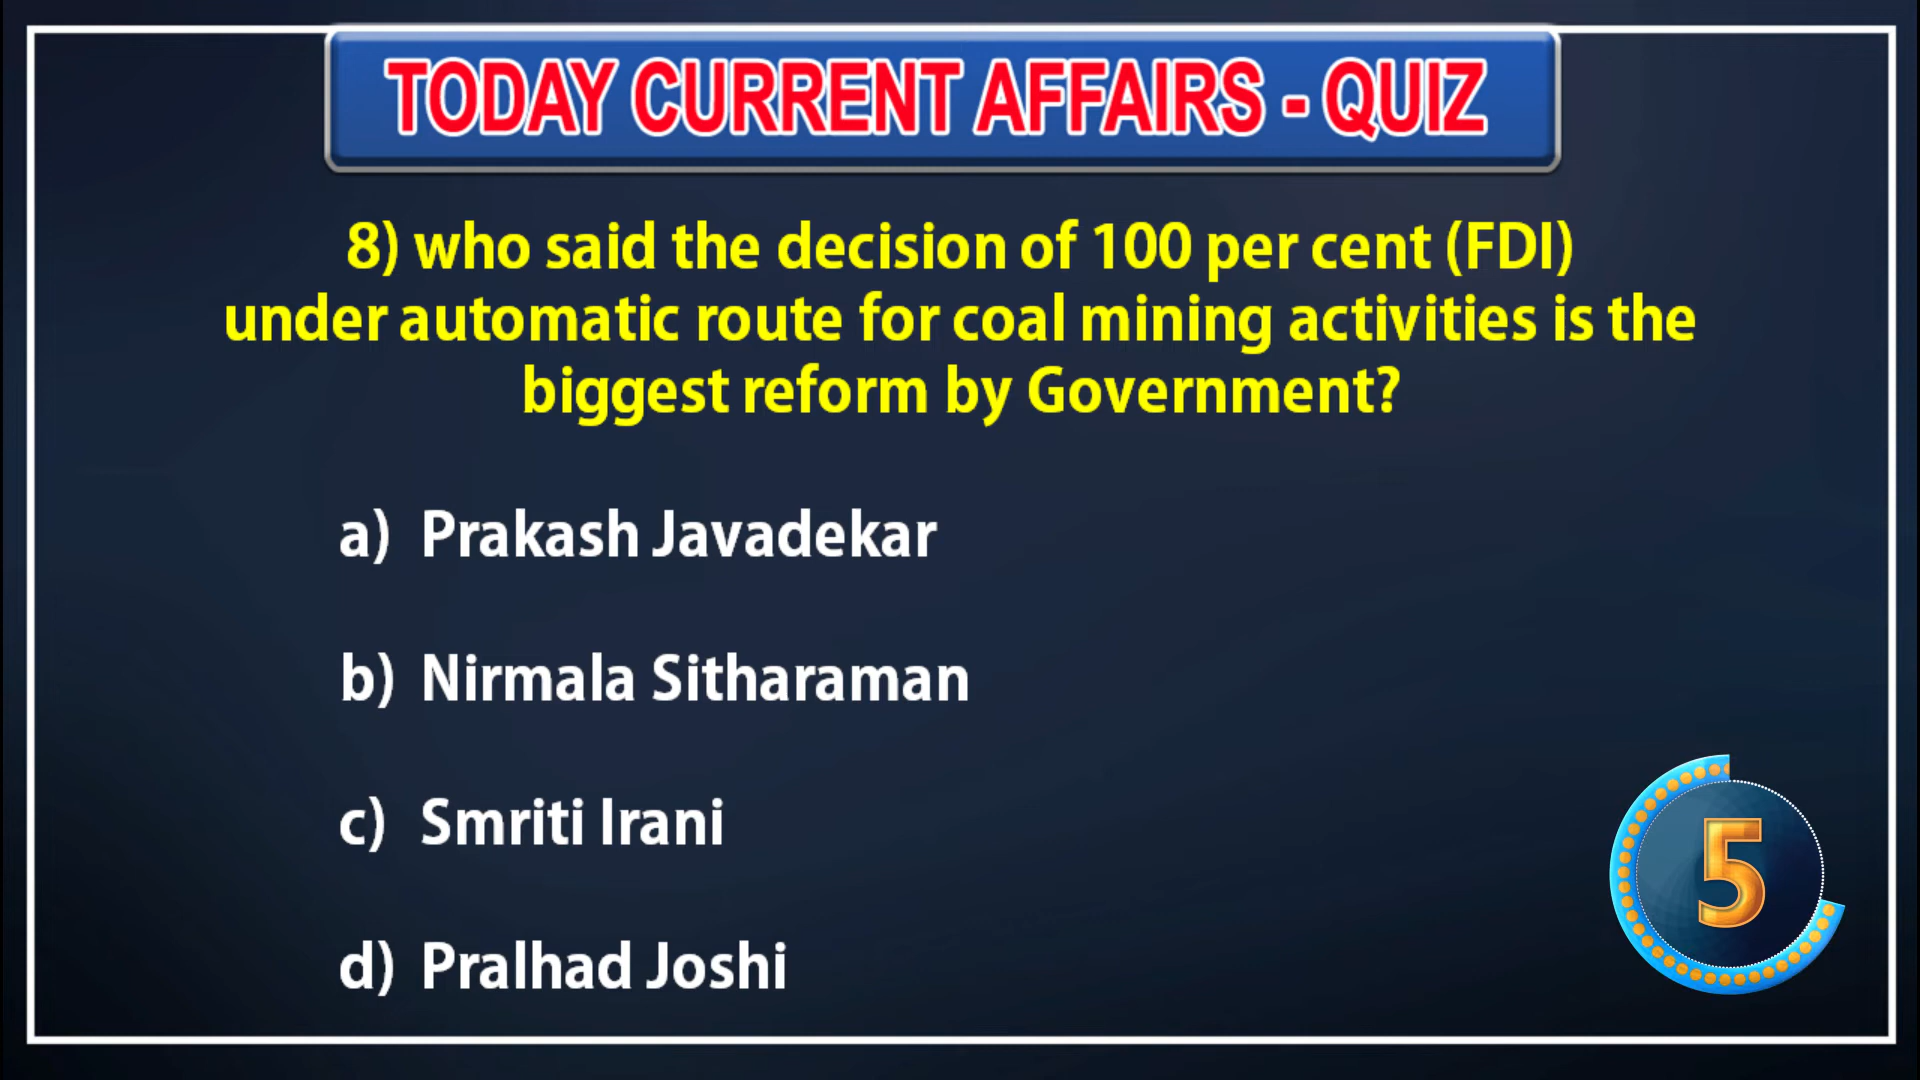 TODAY CURRENT AFFAIRS - QUIZ
8) who said the decision of 100 per cent (FDI)
under automatic route for coal mining activities is the
biggest reform by Government?
a) Prakash Javadekar
b) Nirmala Sitharaman
c) Smriti Irani
d) Pralhad Joshi
5